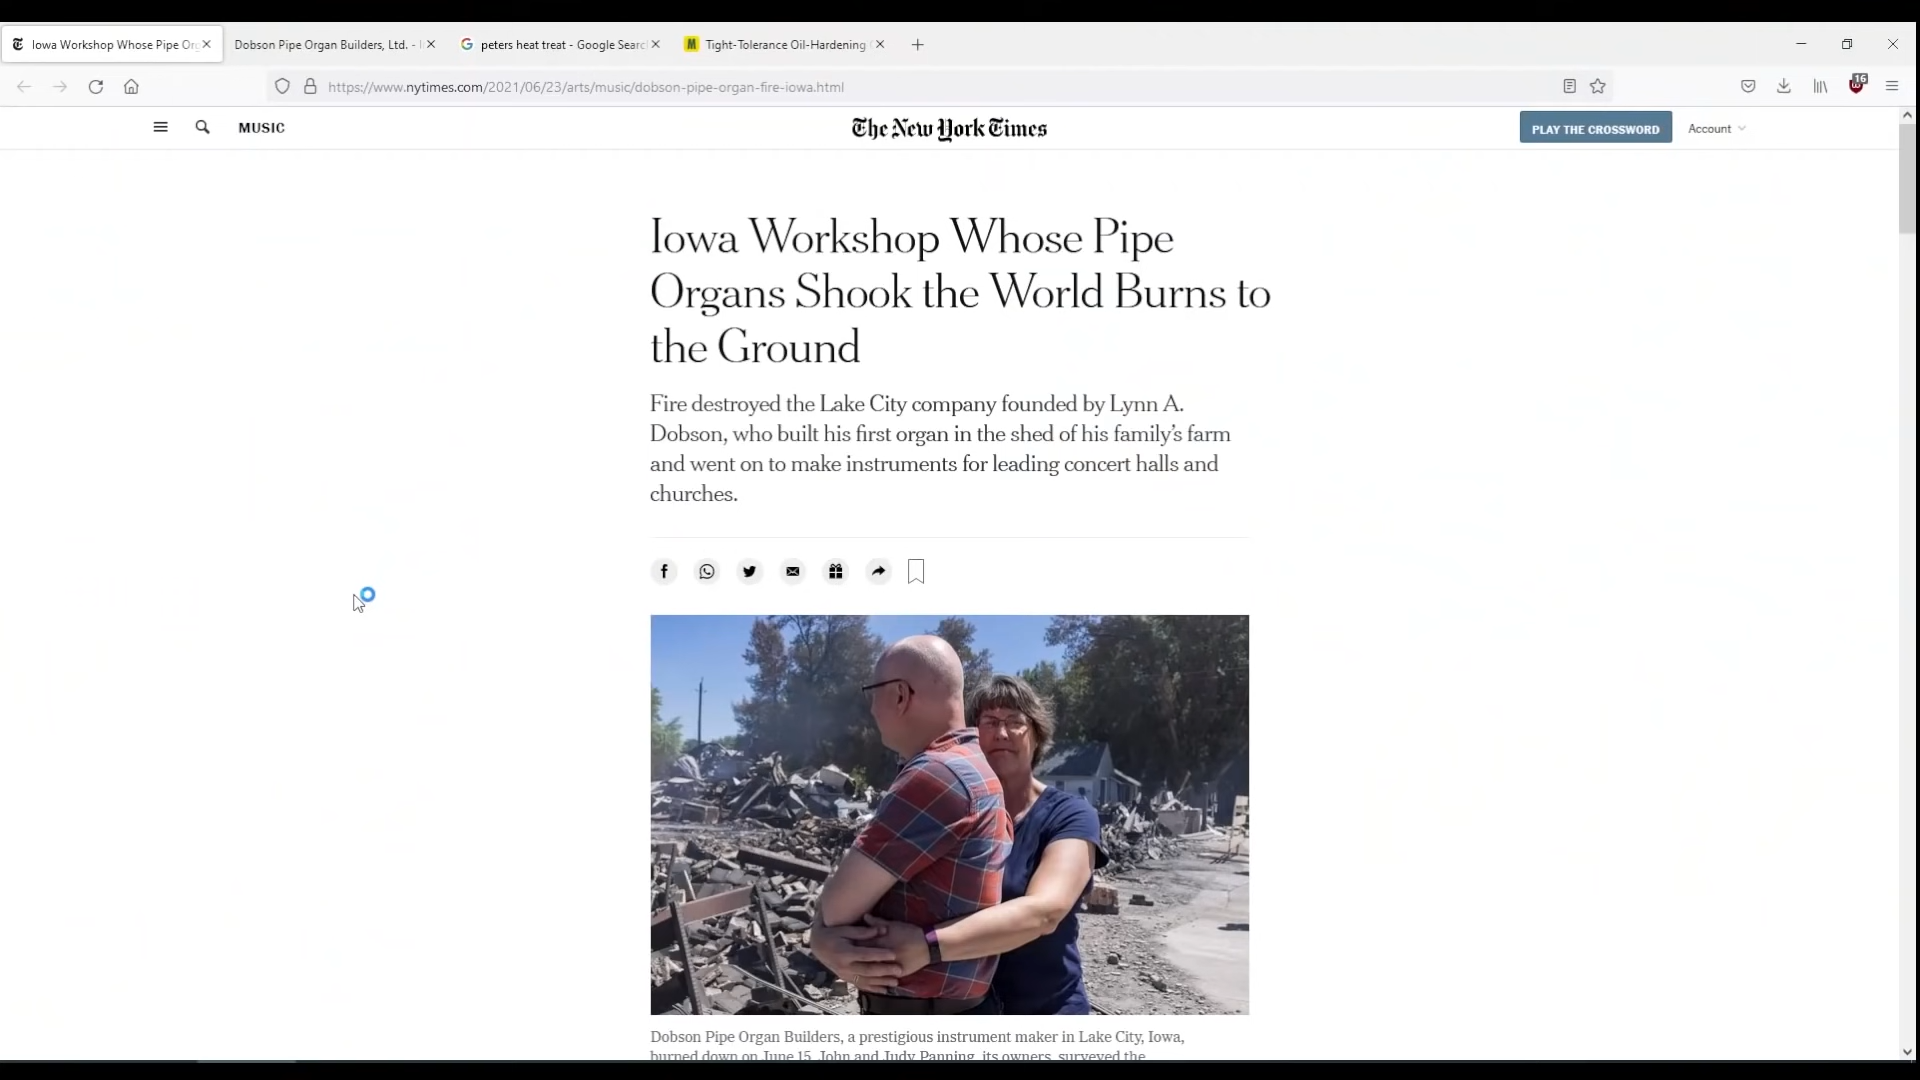 Iowa Workshop Whose Pipe Or
Dobson Pipe Organ Builders, Ltd. -
peters heat treat - Google Searc
Tight-Tolerance Oil-Hardening
https://www.nytimes.com/2021/06/23/arts/music/dobson-pipe-organ-fire-iowa.html
16
MUSIC
The New York Times
PLAY THE CROSSWORD
Account
Iowa Workshop Whose Pipe
Organs Shook the World Burns to
the Ground
Fire destroyed the Lake City company founded by Lynn A.
Dobson, who built his first organ in the shed of his family's farm
and went on to make instruments for leading concert halls and
churches.
Dobson Pipe Organ Builders, a prestigious instrument maker in Lake City, Iowa,
burned down on June 15. John and Judy Panning, its owners, surveyed the